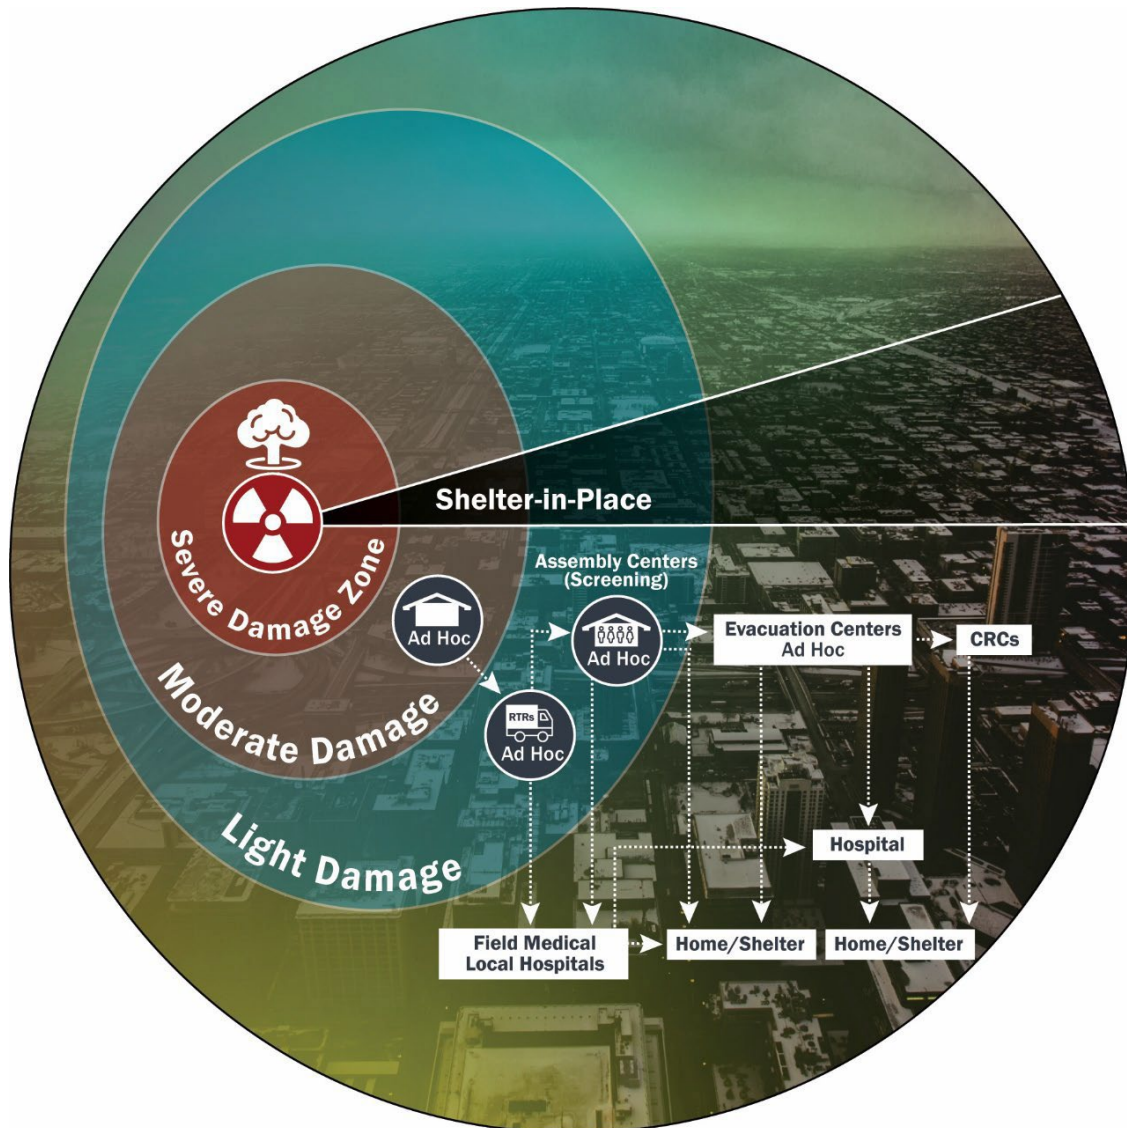 Shelter-in-Place
Severe Damage Zone
Moderate Damage
Light Damage
Ad Hoc
Assembly Centers
(Screening)
Ad Hoc
RTRs
Ad Hoc
Evacuation Centers
Ad Hoc
CRCs
Hospital
Field Medical
Local Hospitals
Home/Shelter
Home/Shelter